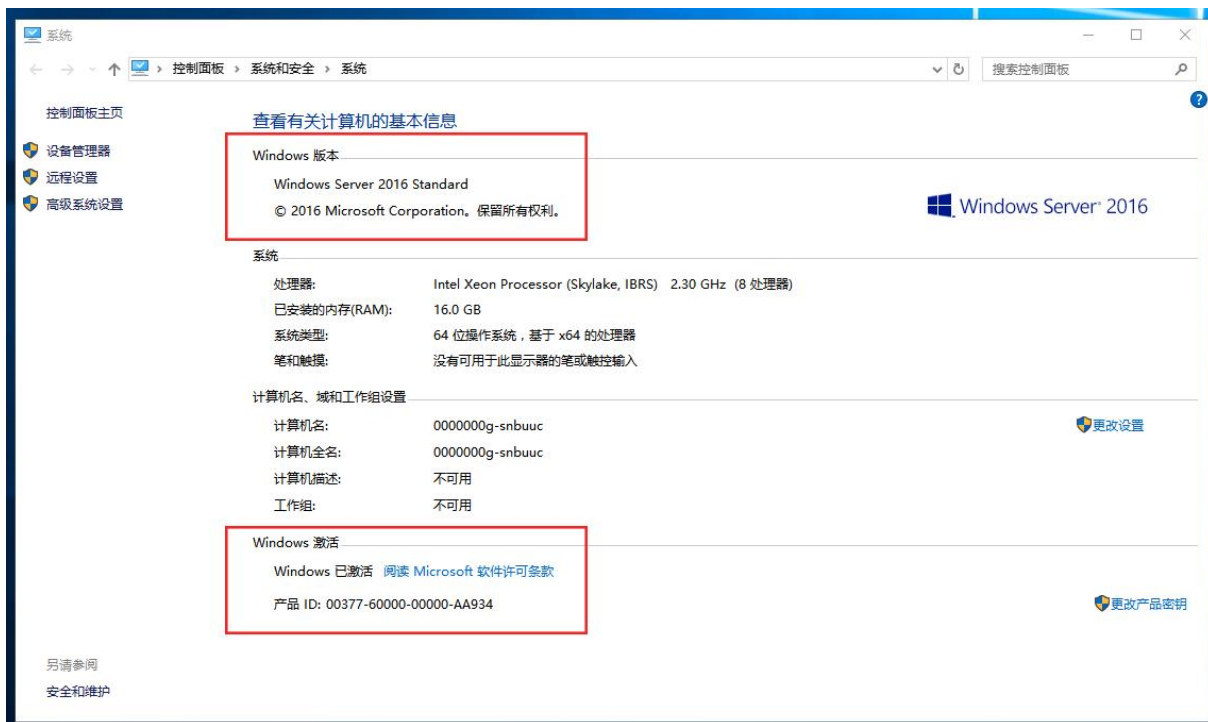 系统
控制面板 › 系统和安全 › 系统
搜索控制面板
控制面板主页
设备管理器
远程设置
高级系统设置
查看有关计算机的基本信息
Windows 版本
Windows Server 2016 Standard
© 2016 Microsoft Corporation。保留所有权利。
Windows Server 2016
系统
处理器: Intel Xeon Processor (Skylake, IBRS) 2.30 GHz (8 处理器)
已安装的内存(RAM): 16.0 GB
系统类型: 64 位操作系统，基于 x64 的处理器
笔和触摸: 没有可用于此显示器的笔或触控输入
计算机名、域和工作组设置
计算机名: 0000000g-snbuuc
更改设置
计算机全名: 0000000g-snbuuc
计算机描述: 不可用
工作组: 不可用
Windows 激活
Windows 已激活 阅读 Microsoft 软件许可条款
产品 ID: 00377-60000-00000-AA934
更改产品密钥
另请参阅
安全和维护